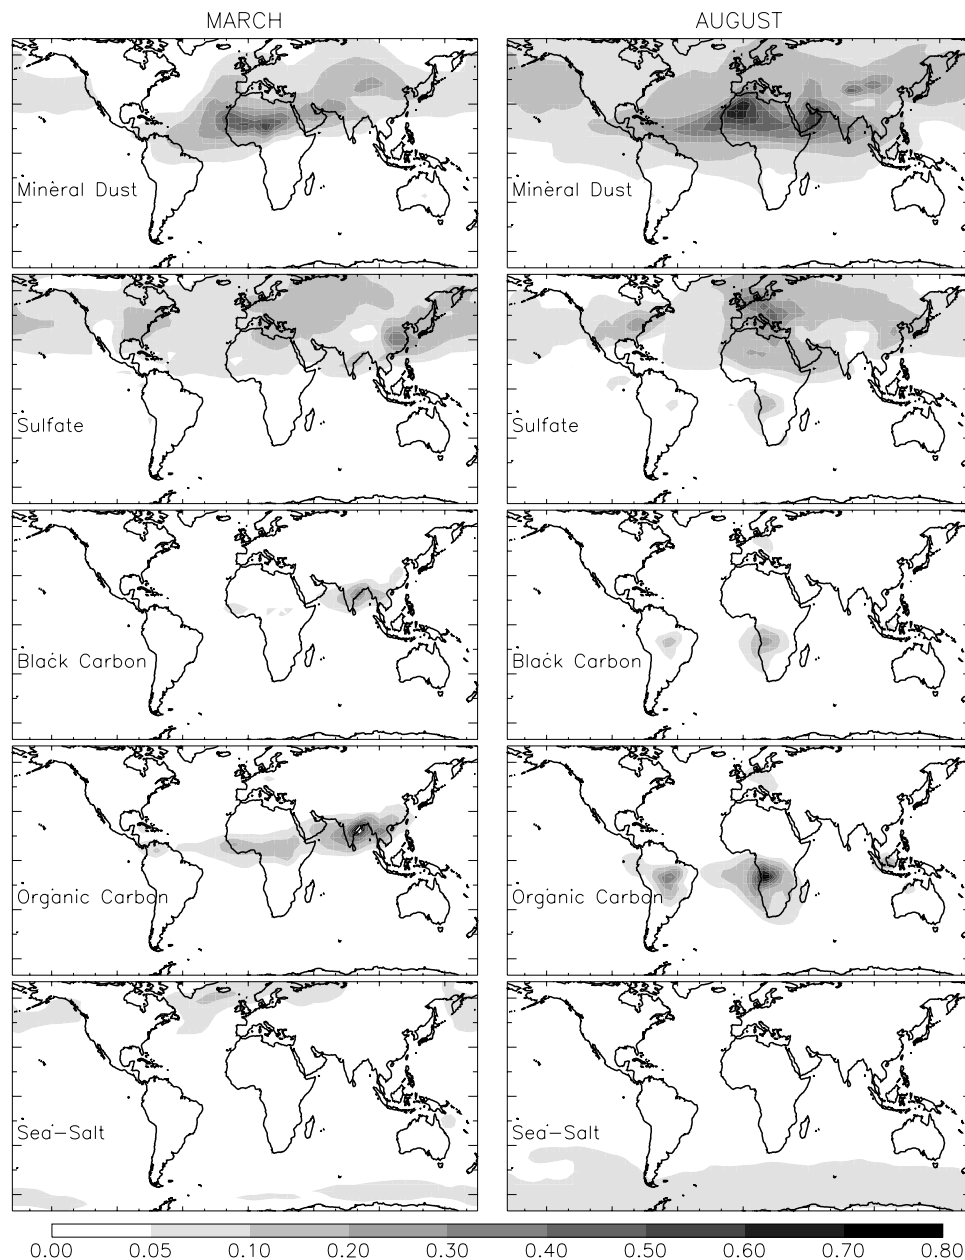 MARCH
AUGUST
Mineral Dust
Mineral Dust
Sulfate
Sulfate
Black Carbon
Black Carbon
Organic Carbon
Organic Carbon
Sea-Salt
Sea-Salt
0.00 0.05 0.10 0.20 0.30 0.40 0.50 0.60 0.70 0.80